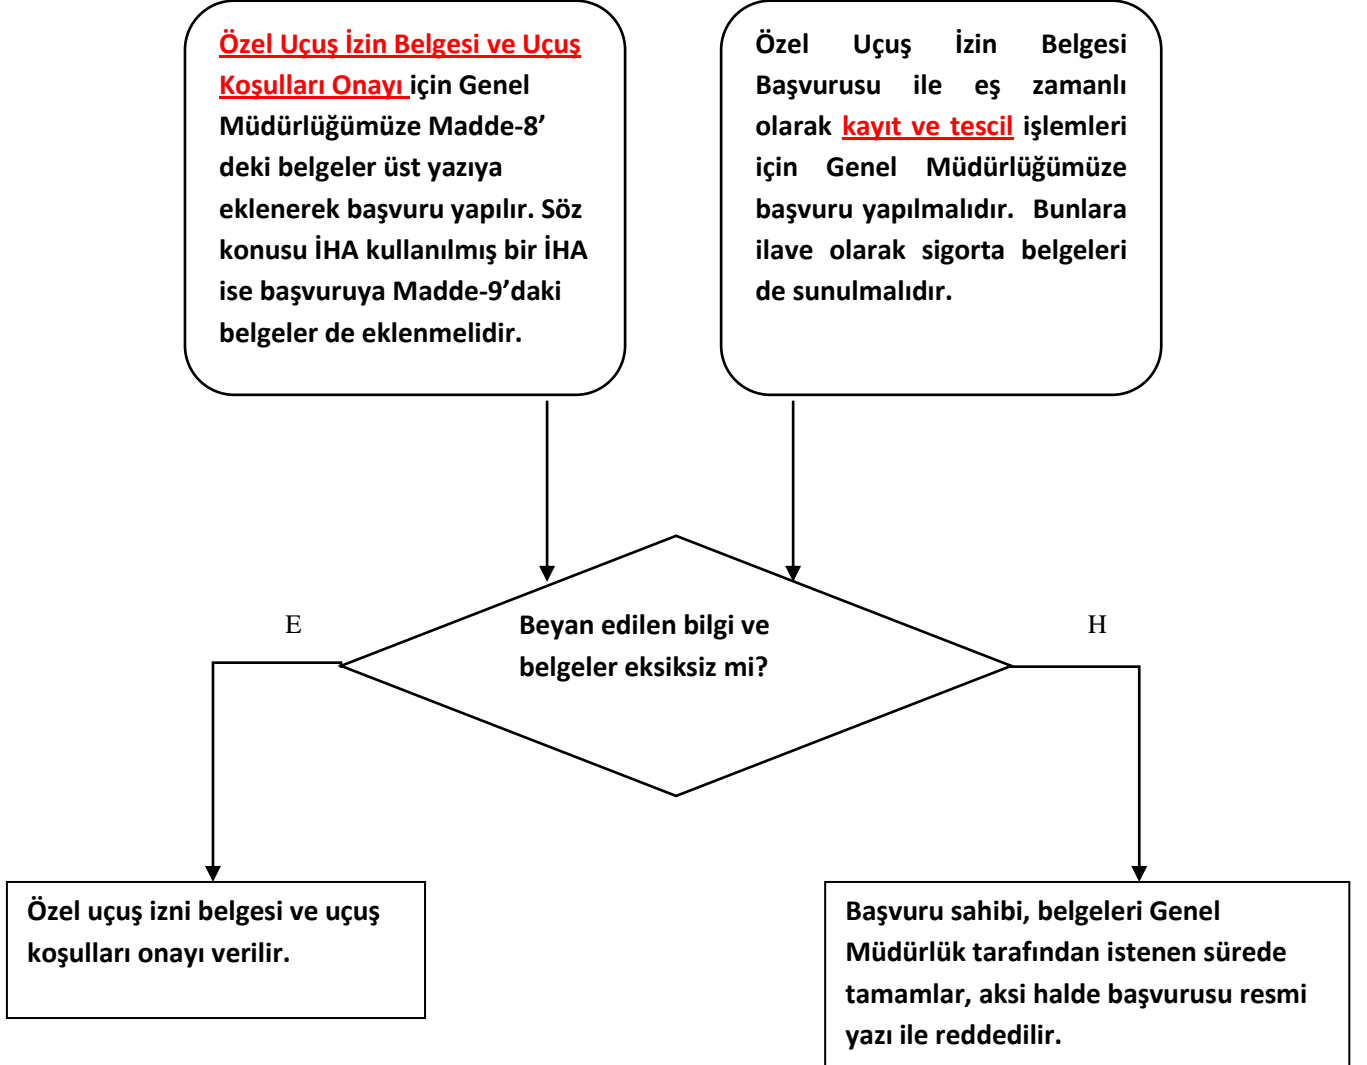 Özel Uçuş İzin Belgesi ve Uçuş
Koşulları Onayı için Genel
Müdürlüğümüze Madde-8’
deki belgeler üst yazıya
eklenerek başvuru yapılır. Söz
konusu İHA kullanılmış bir İHA
ise başvuruya Madde-9’daki
belgeler de eklenmelidir.
Özel Uçuş İzin Belgesi
Başvurusu ile eş zamanlı
olarak kayıt ve tescil işlemleri
için Genel Müdürlüğümüze
başvuru yapılmalıdır. Bunlara
ilave olarak sigorta belgeleri
de sunulmalıdır.
E
Beyan edilen bilgi ve
belgeler eksiksiz mi?
H
Özel uçuş izni belgesi ve uçuş
koşulları onayı verilir.
Başvuru sahibi, belgeleri Genel
Müdürlük tarafından istenen sürede
tamamlar, aksi halde başvurusu resmi
yazı ile reddedilir.